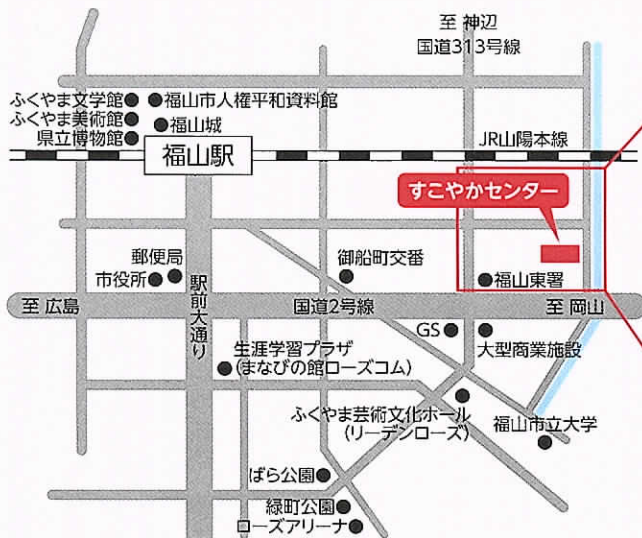 至 神辺
国道313号線
ふくやま文学館
福山市人権平和資料館
ふくやま美術館
福山城
県立博物館
福山駅
JR山陽本線
すこやかセンター
郵便局
市役所
御船町交番
福山東署
駅前大通り
至 広島
国道2号線
至 岡山
GS
大型商業施設
生涯学習プラザ
(まなびの館ローズコム)
ふくやま芸術文化ホール
(リーデンローズ)
福山市立大学
ばら公園
緑町公園
ローズアリーナ